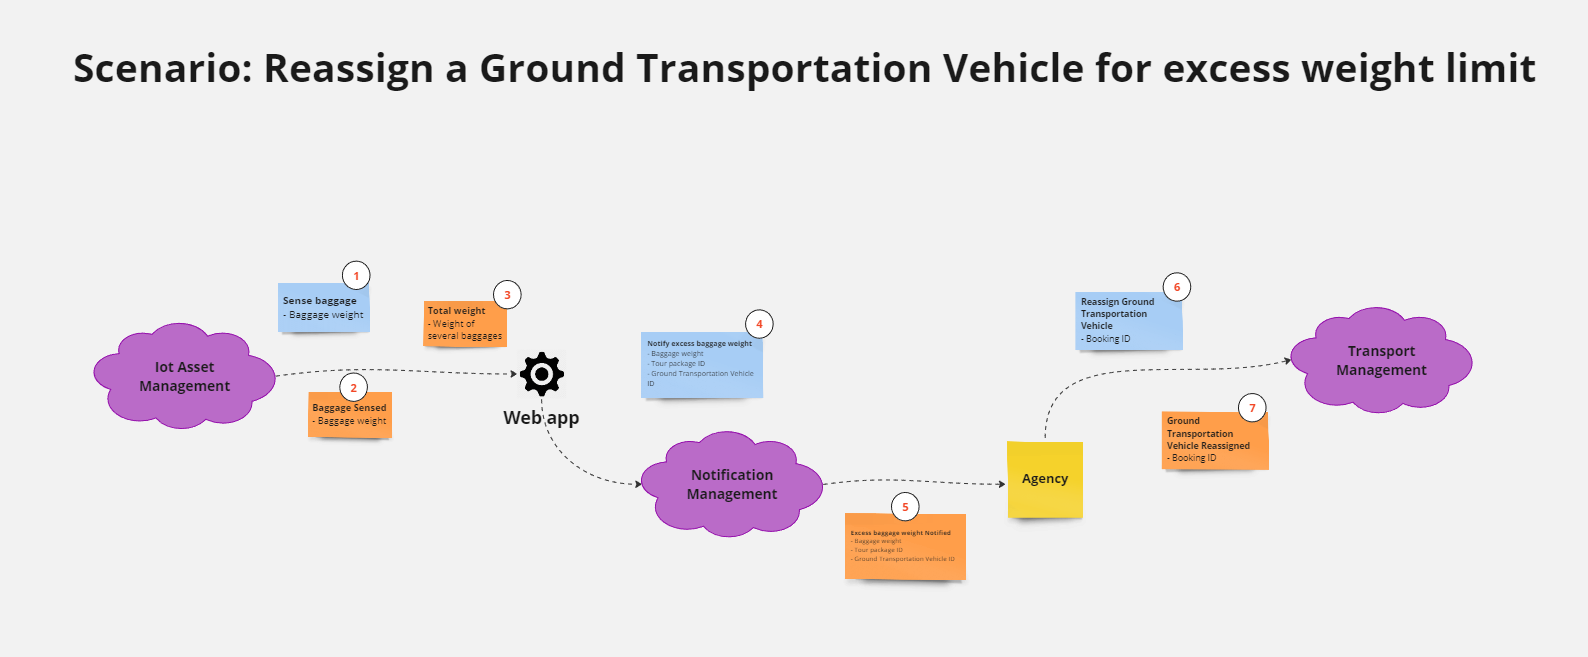 Scenario: Reassign a Ground Transportation Vehicle for excess weight limit
1
Sense baggage
- Baggage weight
Iot Asset
Management
2
Baggage Sensed
- Baggage weight
3
Total weight
- Weight of
several baggages
Web app
4
Notify excess baggage weight
- Baggage weight
- Tour package ID
- Ground Transportation Vehicle
ID
Notification
Management
5
Excess baggage weight Notified
- Baggage weight
- Tour package ID
- Ground Transportation Vehicle ID
Agency
6
Reassign Ground
Transportation
Vehicle
- Booking ID
7
Ground
Transportation
Vehicle Reassigned
- Booking ID
Transport
Management